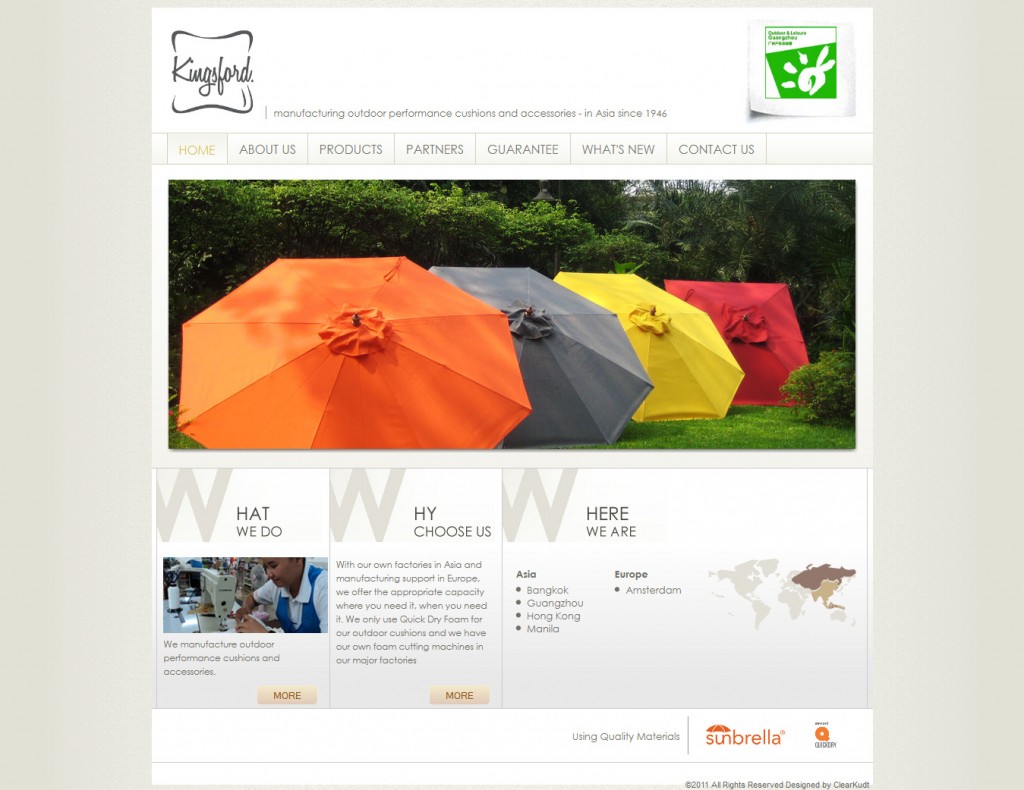 Kingsford.
manufacturing outdoor performance cushions and accessories - in Asia since 1946
Outdoor & Leisure
Guangzhou
HOME
ABOUT US
PRODUCTS
PARTNERS
GUARANTEE
WHAT'S NEW
CONTACT US
WHAT
WE DO
WHY
CHOOSE US
WHERE
WE ARE
We manufacture outdoor
performance cushions and
accessories.
MORE
With our own factories in Asia and
manufacturing support in Europe,
we offer the appropriate capacity
where you need it, when you need
it. We only use Quick Dry Foam for
our outdoor cushions and we have
our own foam cutting machines in
our major factories
MORE
Asia
Bangkok
Guangzhou
Hong Kong
Manila
Europe
Amsterdam
Using Quality Materials
sunbrella®
QUICKDRY
©2011 All Rights Reserved Designed by ClearKudt